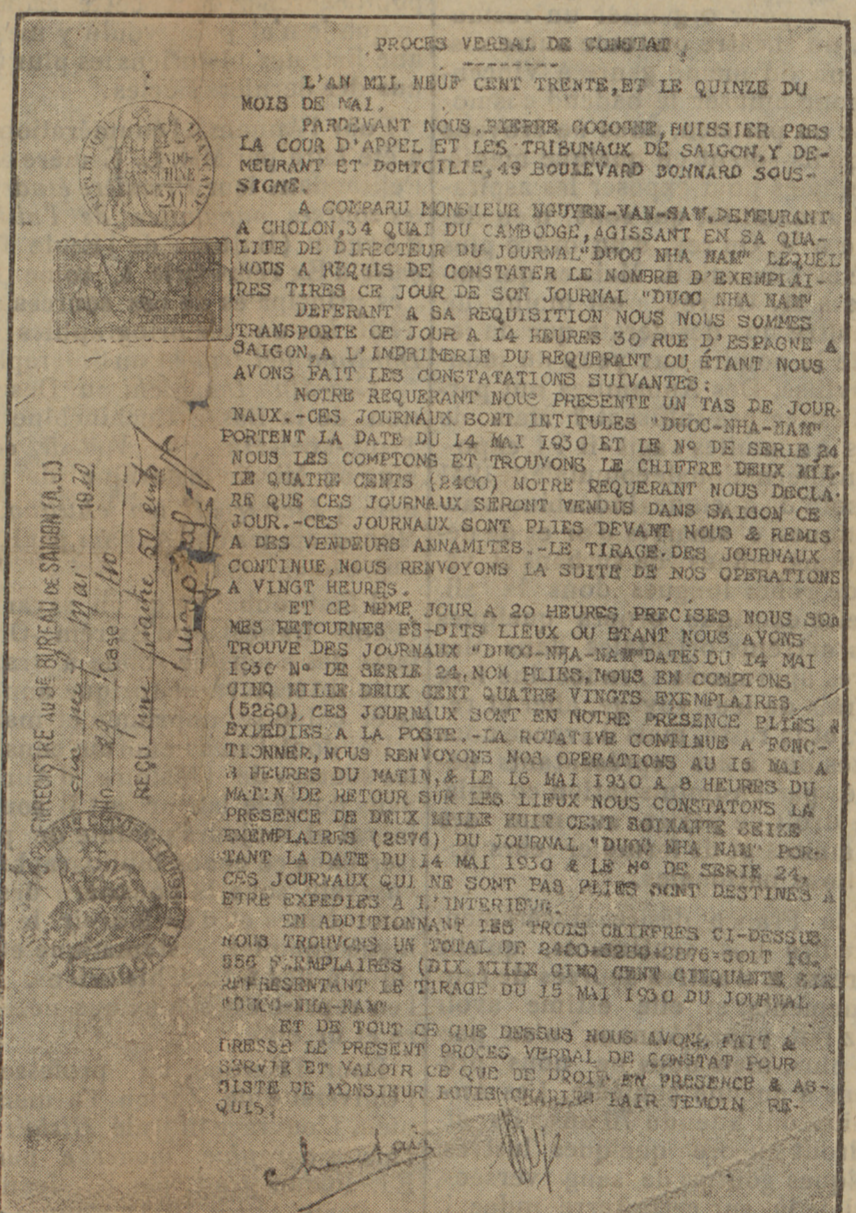 PROCES VERBAL DE CONSTAT
L'AN MIL NEUF CENT TRENTE, ET LE QUINZE DU
MOIS DE MAI.
PARDEVANT NOUS, PIERRE COCOGNE, HUISSIER PRES
LA COUR D'APPEL ET LES TRIBUNAUX DE SAIGON, Y DE-
MEURANT ET DOMICILIE, 49 BOULEVARD BONNARD SOUS-
SIGNE.
A COMPARU MONSIEUR NGUYEN-VAN-SAM, DEMEURANT
A CHOLON, 34 QUAI DU CAMBODGE, AGISSANT EN SA QUA-
LITE DE DIRECTEUR DU JOURNAL "DUOC NHA NAM" LEQUEL
NOUS A REQUIS DE CONSTATER LE NOMBRE D'EXEMPLAI-
RES TIRES CE JOUR DE SON JOURNAL "DUOC NHA NAM"
DEFERANT A SA REQUISITION NOUS NOUS SOMMES
TRANSPORTE CE JOUR A 14 HEURES 30 RUE D'ESPAGNE A
SAIGON, A L'IMPRIMERIE DU REQUERANT OU ÉTANT NOUS
AVONS FAIT LES CONSTATATIONS SUIVANTES:
NOTRE REQUERANT NOUS PRESENTE UN TAS DE JOUR-
NAUX.-CES JOURNAUX SONT INTITULES "DUOC-NHA-NAM"
PORTENT LA DATE DU 14 MAI 1930 ET LE Nº DE SERIE 24
NOUS LES COMPTONS ET TROUVONS LE CHIFFRE DEUX MIL-
LE QUATRE CENTS (2400) NOTRE REQUERANT NOUS DECLA-
RE QUE CES JOURNAUX SERONT VENDUS DANS SAIGON CE
JOUR.-CES JOURNAUX SONT PLIES DEVANT NOUS & REMIS
A DES VENDEURS ANNAMITES.-LE TIRAGE DES JOURNAUX
CONTINUE, NOUS RENVOYONS LA SUITE DE NOS OPERATIONS
A VINGT HEURES.
ET CE MEME JOUR A 20 HEURES PRECISES NOUS SOM
MES RETOURNES ES-DITS LIEUX OU ETANT NOUS AVONS
TROUVE DES JOURNAUX "DUOC-NHA-NAM" DATES DU 14 MAI
1930 Nº DE SERIE 24, NON PLIES, NOUS EN COMPTONS
CINQ MILLE DEUX CENT QUATRE VINGTS EXEMPLAIRES
(5280) CES JOURNAUX SONT EN NOTRE PRESENCE PLIES &
EXPEDIES A LA POSTE.-LA ROTATIVE CONTINUE A FONC-
TIONNER, NOUS RENVOYONS NOS OPERATIONS AU 16 MAI A
8 HEURES DU MATIN, & LE 16 MAI 1930 A 8 HEURES DU
MATIN DE RETOUR SUR LES LIEUX NOUS CONSTATONS LA
PRESENCE DE DEUX MILLE HUIT CENT SOIXANTE SEIZE
EXEMPLAIRES (2876) DU JOURNAL "DUOC NHA NAM" POR-
TANT LA DATE DU 14 MAI 1930 & LE Nº DE SERIE 24,
CES JOURNAUX QUI NE SONT PAS PLIES SONT DESTINES A
ETRE EXPEDIES A L'INTERIEUR.
EN ADDITIONNANT LES TROIS CHIFFRES CI-DESSUS
NOUS TROUVONS UN TOTAL DE 2400+5280+2876=SOIT 10.
556 EXEMPLAIRES (DIX MILLE CINQ CENT CINQUANTE SIX
REPRESENTANT LE TIRAGE DU 15 MAI 1930 DU JOURNAL
"DUOC-NHA-NAM"
ET DE TOUT CE QUE DESSUS NOUS AVONS FAIT &
DRESSE LE PRESENT PROCES VERBAL DE CONSTAT POUR
SERVIR ET VALOIR CE QUE DE DROIT EN PRESENCE & AS-
SISTE DE MONSIEUR LOUIS CHARLES LAIR TEMOIN RE-
QUIS.
REPUBLIQUE FRANÇAISE
INDO-
CHINE
20
ENREGISTRE AU 3E BUREAU DE SAIGON (A.J.)
dix neuf Mai 1930
No 29 Case 410
REÇU une piastre 50 cents